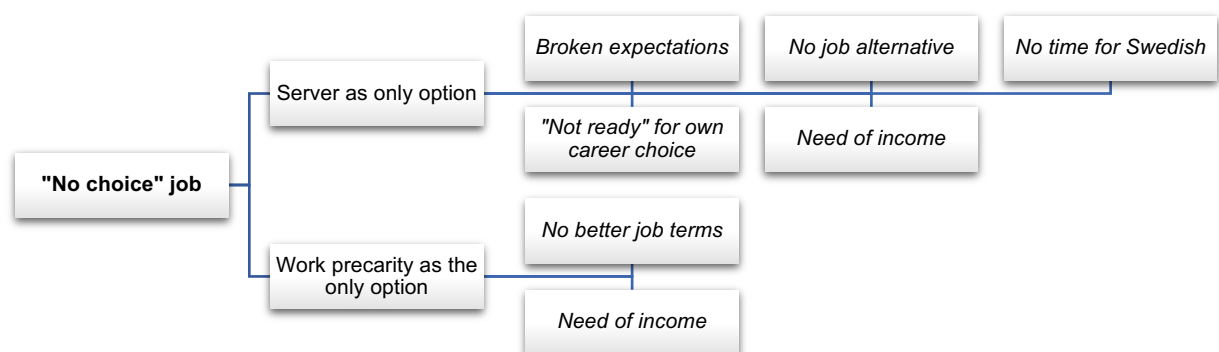 Broken expectations
No job alternative
No time for Swedish
Server as only option
"Not ready" for own
career choice
Need of income
"No choice" job
No better job terms
Work precarity as the
only option
Need of income